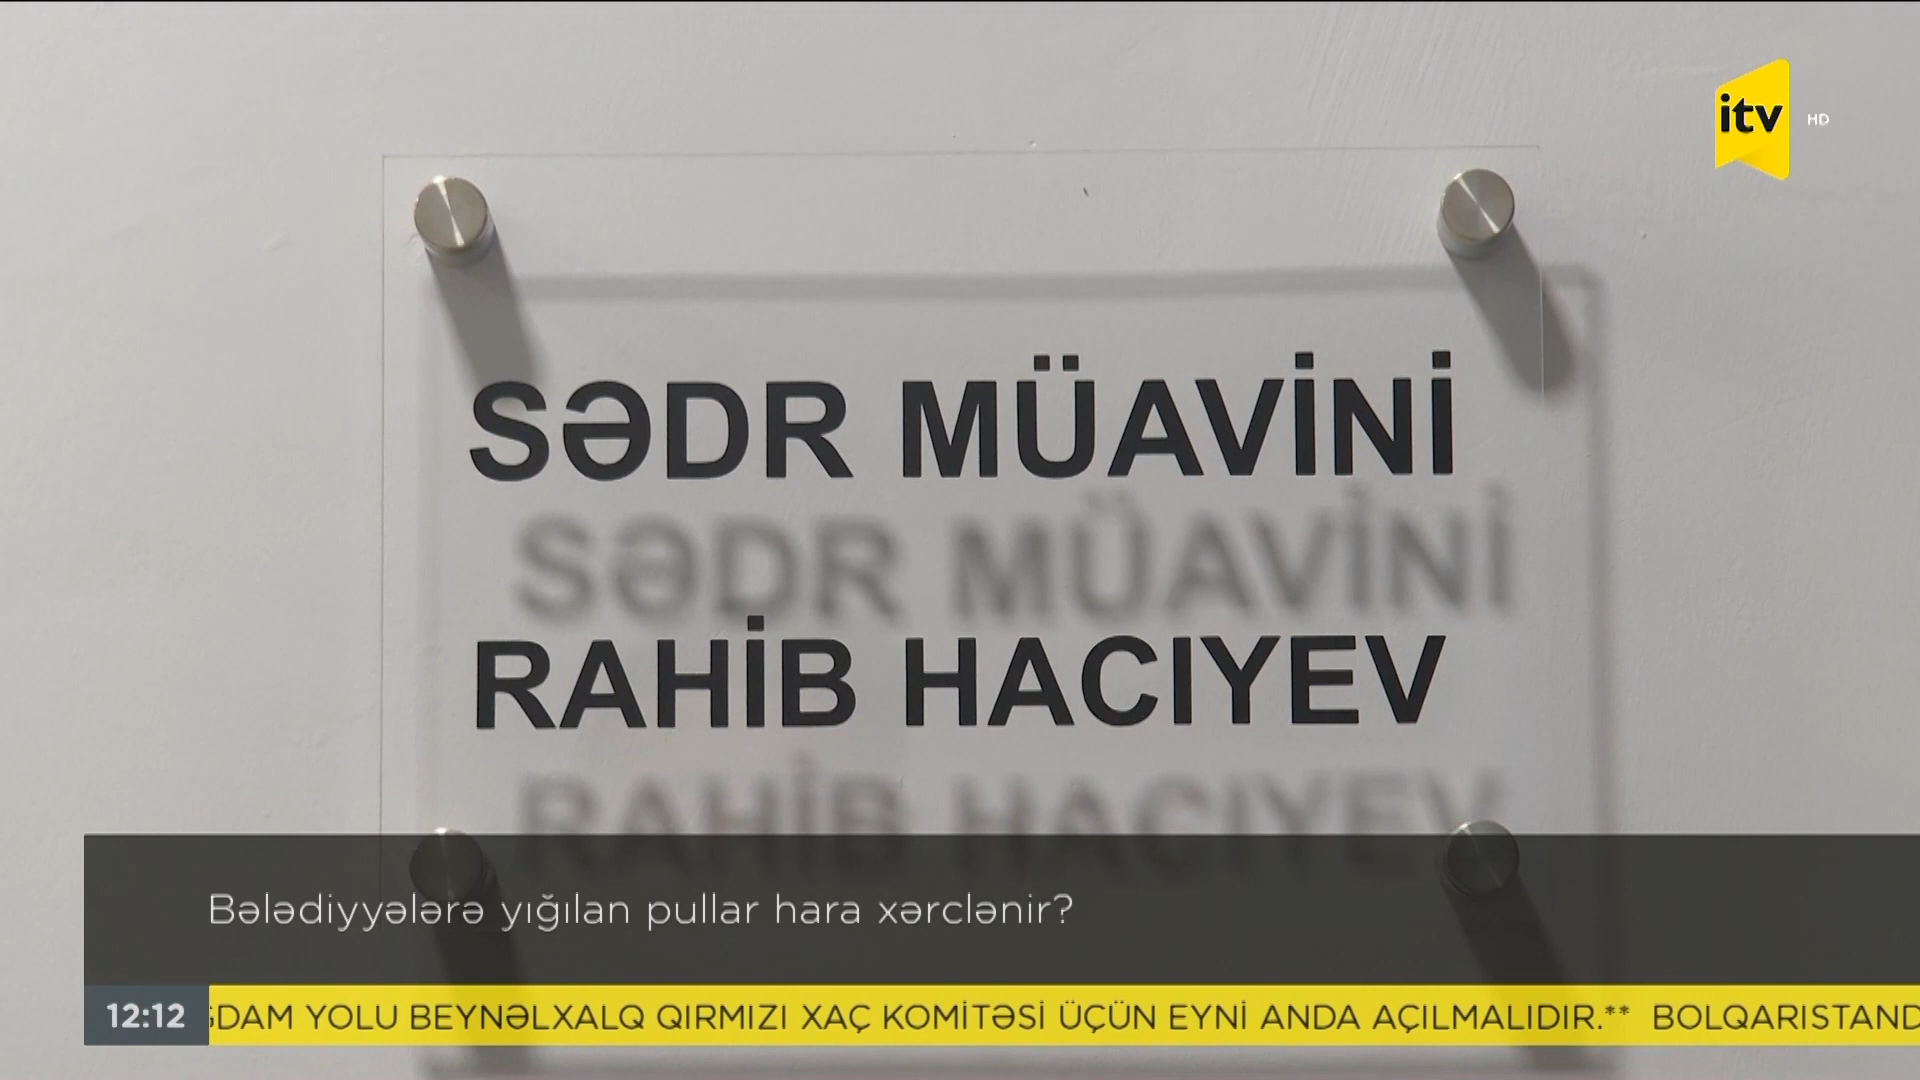 itv HD
SƏDR MÜAVİNİ
RAHİB HACIYEV
Bələdiyyələrə yığılan pullar hara xərclənir?
12:12 ĞDAM YOLU BEYNƏLXALQ QIRMIZI XAÇ KOMİTƏSİ ÜÇÜN EYNİ ANDA AÇILMALIDIR.** BOLQARISTAND